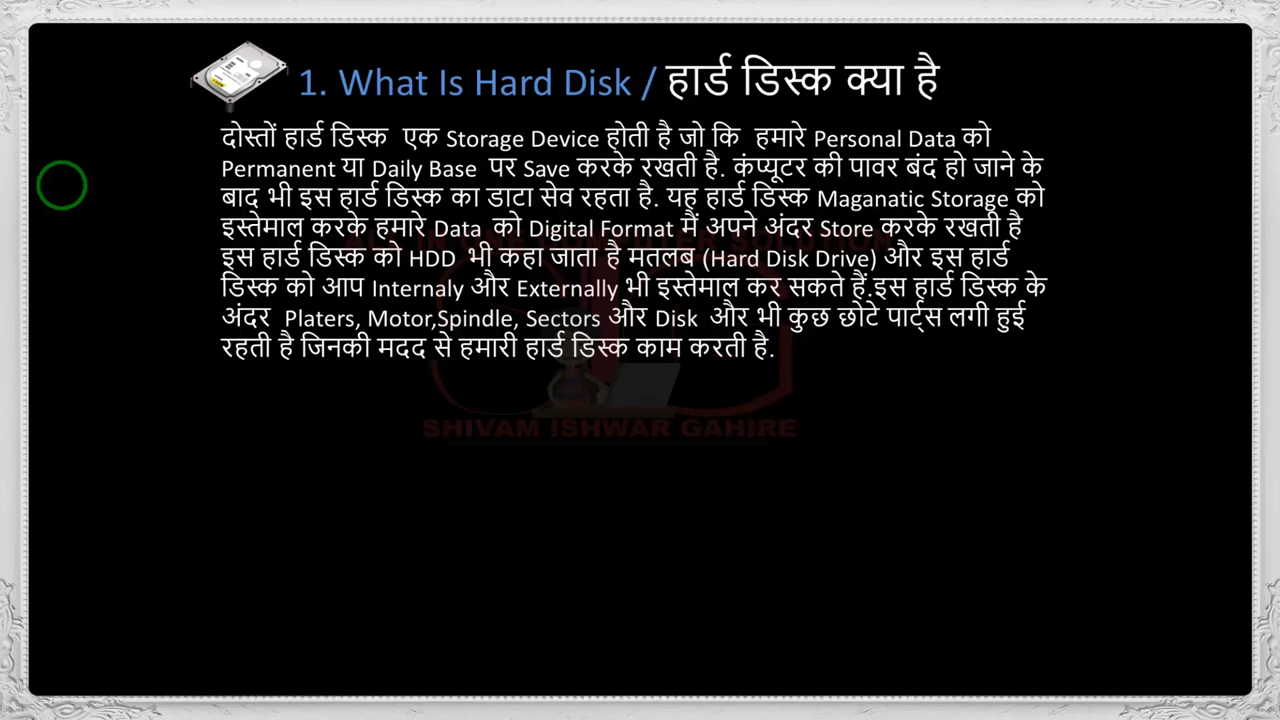 1. What Is Hard Disk / हार्ड डिस्क क्या है
दोस्तों हार्ड डिस्क एक Storage Device होती है जो कि हमारे Personal Data को
Permanent या Daily Base पर Save करके रखती है. कंप्यूटर की पावर बंद हो जाने के
बाद भी इस हार्ड डिस्क का डाटा सेव रहता है. यह हार्ड डिस्क Maganatic Storage को
इस्तेमाल करके हमारे Data को Digital Format मैं अपने अंदर Store करके रखती है
इस हार्ड डिस्क को HDD भी कहा जाता है मतलब (Hard Disk Drive) और इस हार्ड
डिस्क को आप Internaly और Externally भी इस्तेमाल कर सकते हैं.इस हार्ड डिस्क के
अंदर Platers, Motor,Spindle, Sectors और Disk और भी कुछ छोटे पार्ट्स लगी हुई
रहती है जिनकी मदद से हमारी हार्ड डिस्क काम करती है.
SHIVAM ISHWAR GAHIRE